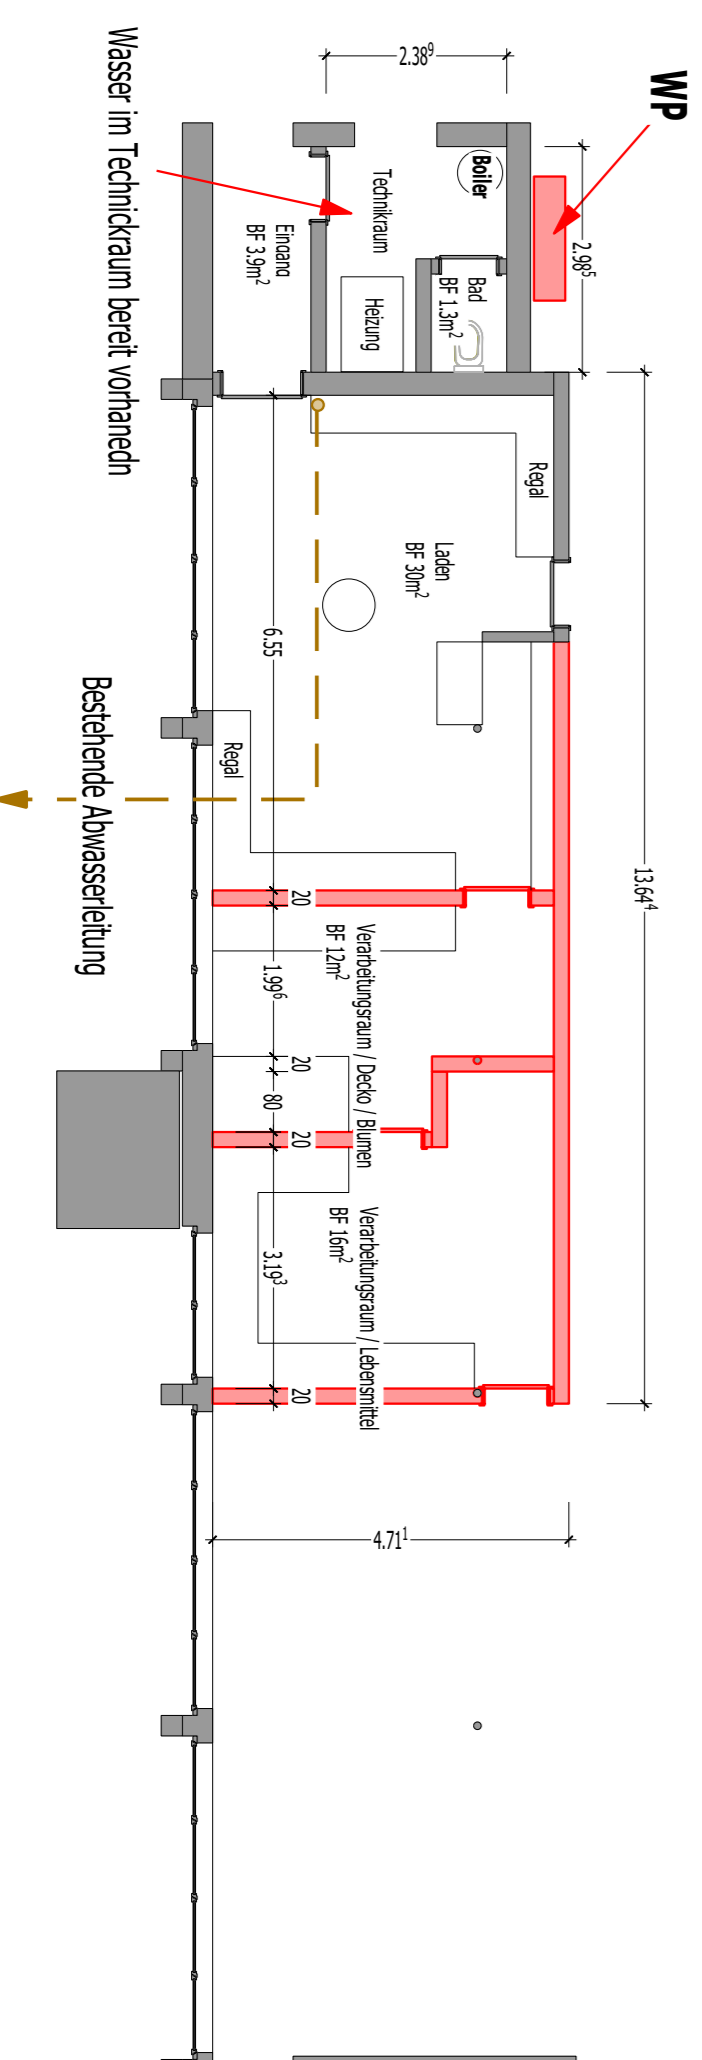 WP
2.38⁹
2.98⁵
Wasser im Technickraum bereit vorhanedn
Boiler
Technikraum
Eingang
BF 3.9m²
Bad
BF 1.3m²
Heizung
Regal
Laden
BF 30m²
6.55
13.64⁴
Bestehende Abwasserleitung
Regal
20
Verarbeitungsraum / Decko / Blumen
BF 12m²
1.99⁶
20
80
20
Verarbeitungsraum / Lebensmittel
BF 16m²
3.19³
20
4.71¹